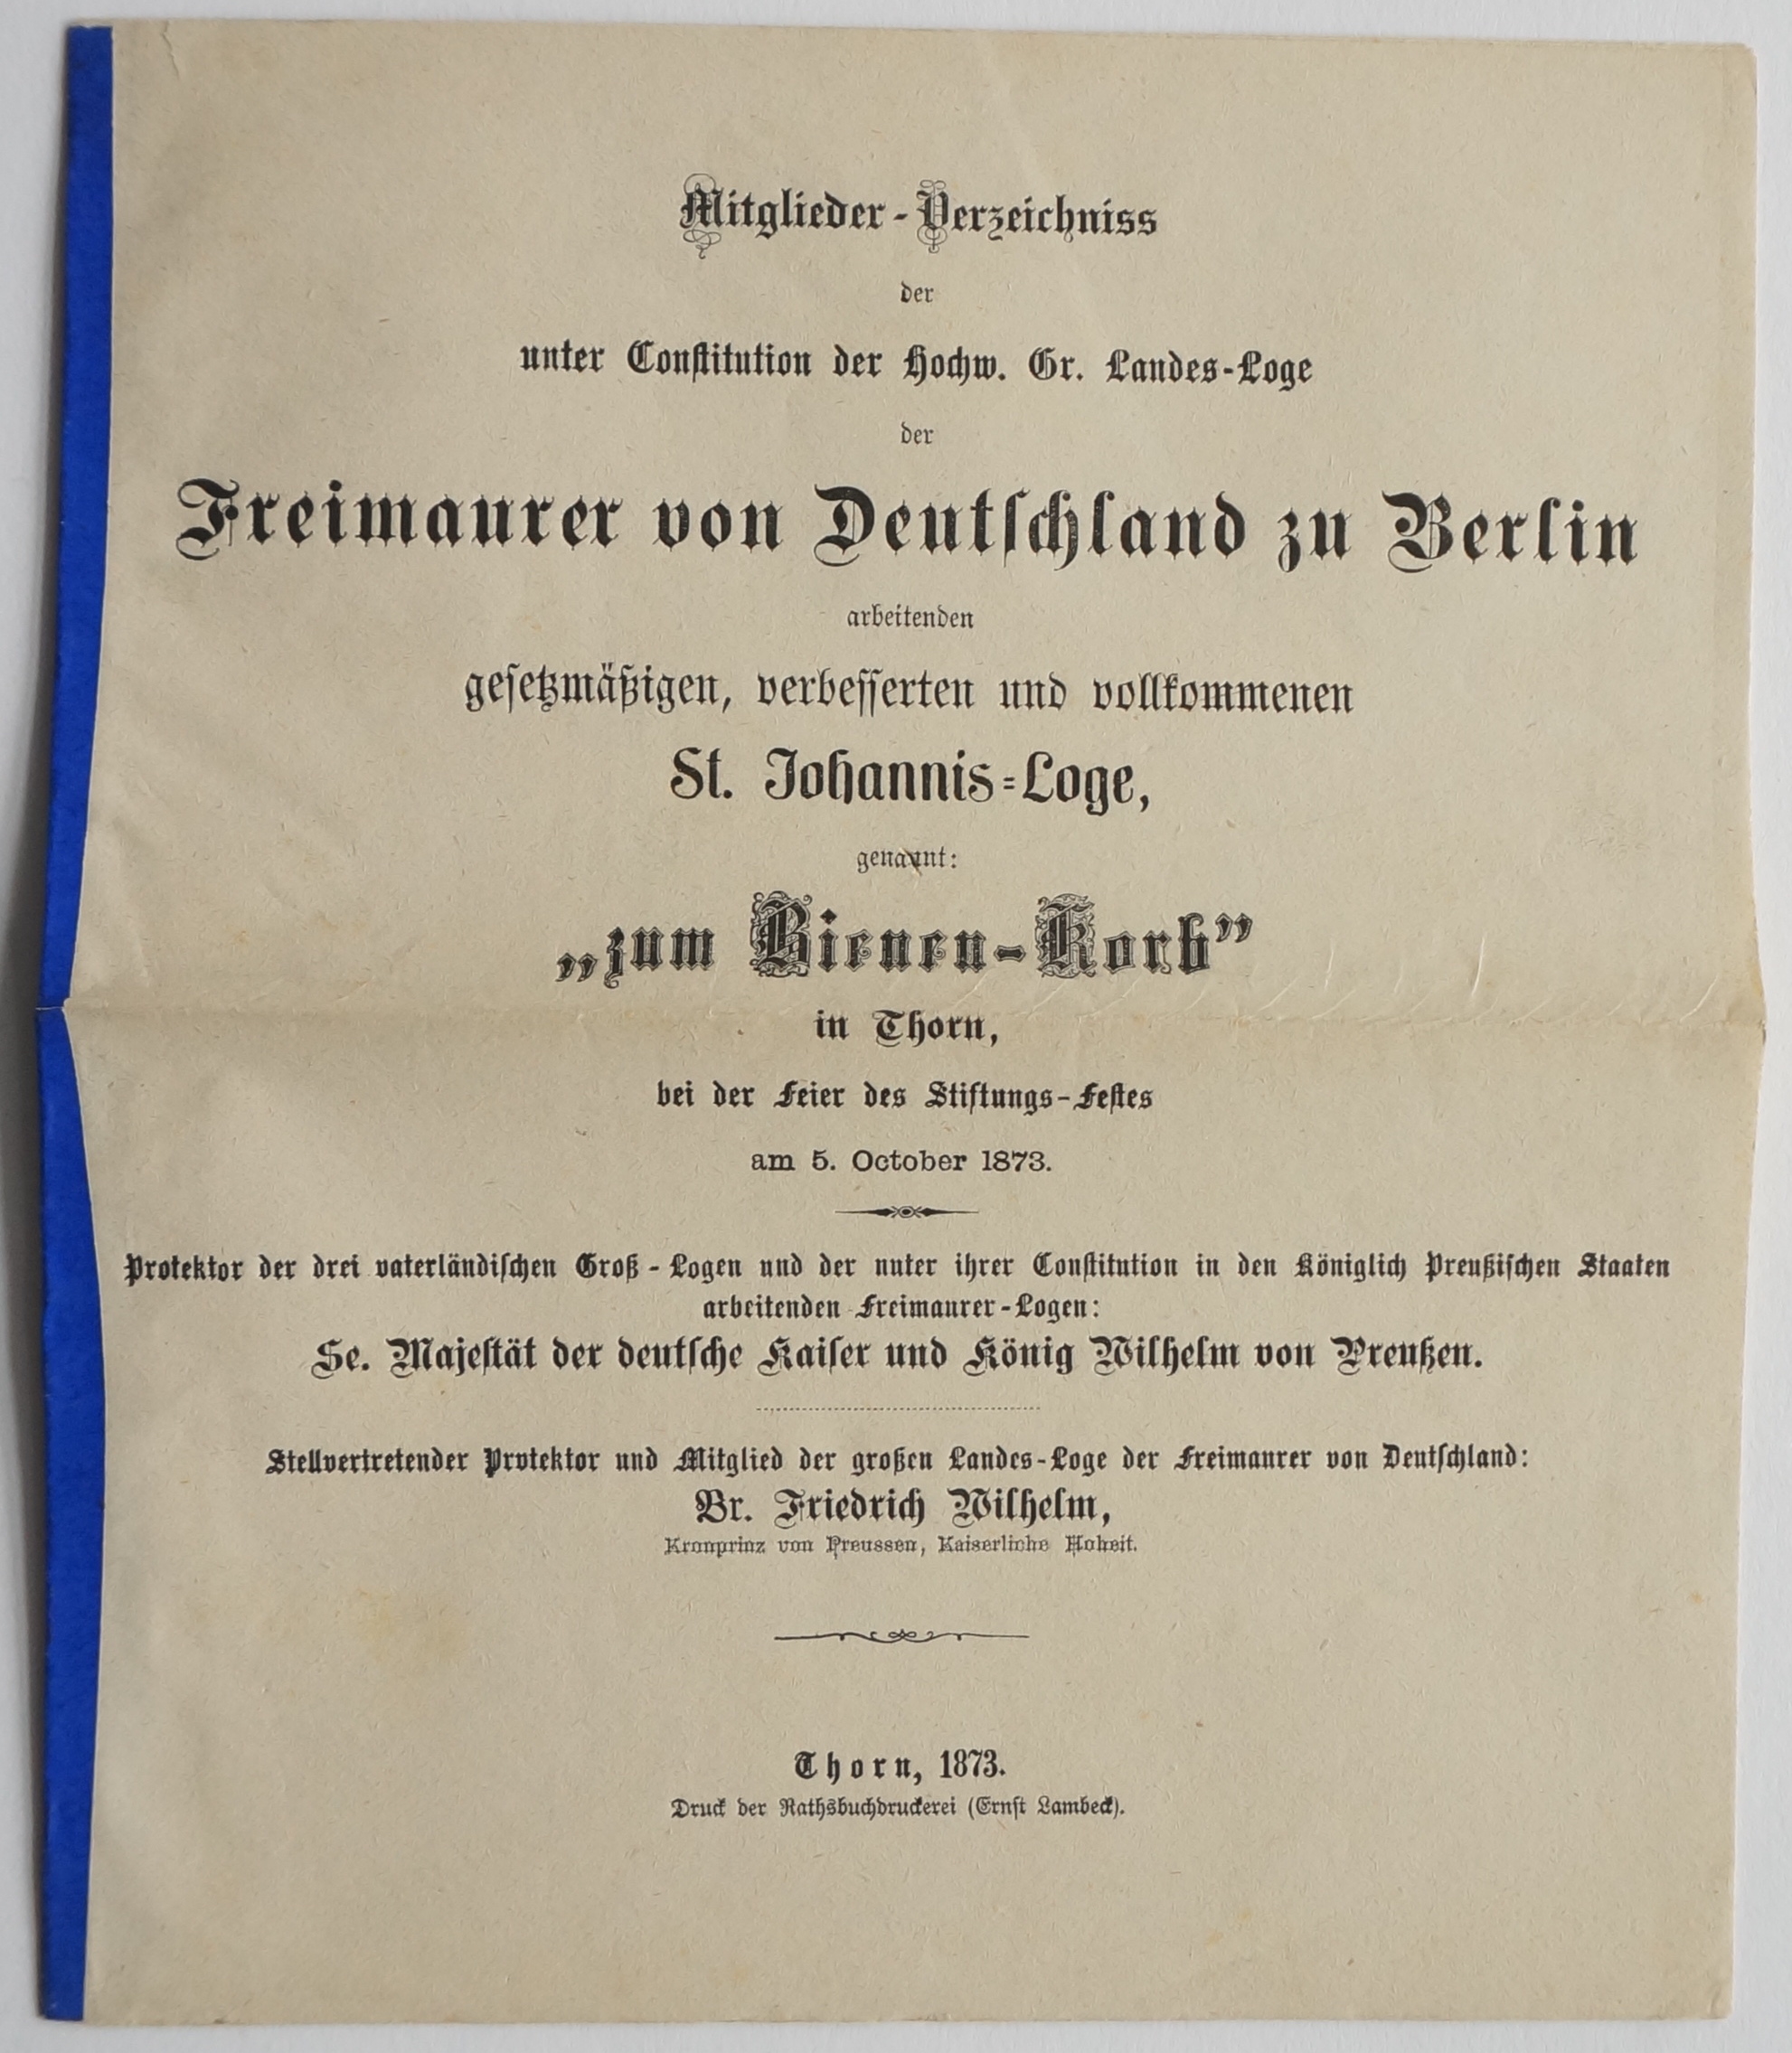 Mitglieder-Verzeichniss
der
unter Constitution der Hochw. Gr. Landes-Loge
der
Freimaurer von Deutschland zu Berlin
arbeitenden
gesetzmäßigen, verbesserten und vollkommenen
St. Johannis-Loge,
genannt:
„zum Bienen-Korb”
in Thorn,
bei der Feier des Stiftungs-Festes
am 5. October 1873.
Protektor der drei vaterländischen Groß-Logen und der nuter ihrer Constitution in den Königlich Preußischen Staaten
arbeitenden Freimaurer-Logen:
Se. Majestät der deutsche Kaiser und König Wilhelm von Preußen.
Stellvertretender Protektor und Mitglied der großen Landes-Loge der Freimaurer von Deutschland:
Br. Friedrich Wilhelm,
Kronprinz von Preussen, Kaiserliche Hoheit.
Thorn, 1873.
Druck der Rathsbuchdruckerei (Ernst Lambeck).